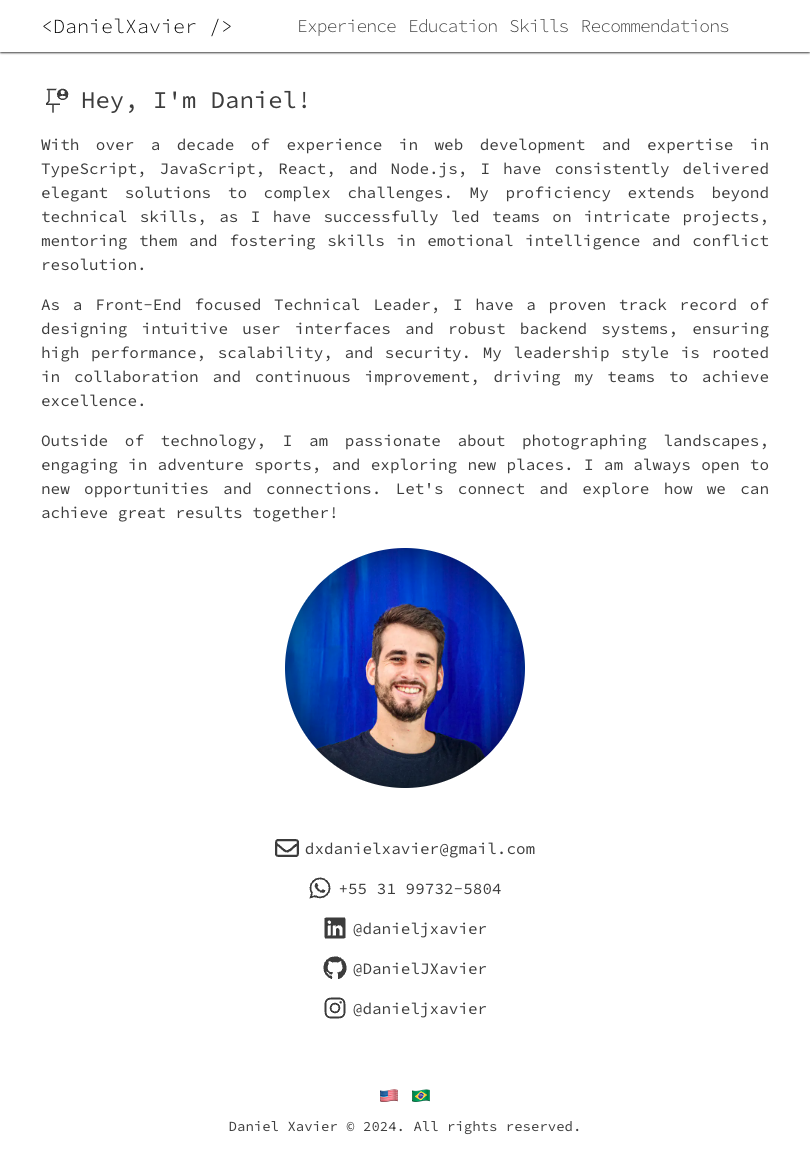 <DanielXavier />
Experience Education Skills Recommendations
Hey, I'm Daniel!
With over a decade of experience in web development and expertise in
TypeScript, JavaScript, React, and Node.js, I have consistently delivered
elegant solutions to complex challenges. My proficiency extends beyond
technical skills, as I have successfully led teams on intricate projects,
mentoring them and fostering skills in emotional intelligence and conflict
resolution.
As a Front-End focused Technical Leader, I have a proven track record of
designing intuitive user interfaces and robust backend systems, ensuring
high performance, scalability, and security. My leadership style is rooted
in collaboration and continuous improvement, driving my teams to achieve
excellence.
Outside of technology, I am passionate about photographing landscapes,
engaging in adventure sports, and exploring new places. I am always open to
new opportunities and connections. Let's connect and explore how we can
achieve great results together!
dxdanielxavier@gmail.com
+55 31 99732-5804
@danieljxavier
@DanielJXavier
@danieljxavier
Daniel Xavier © 2024. All rights reserved.